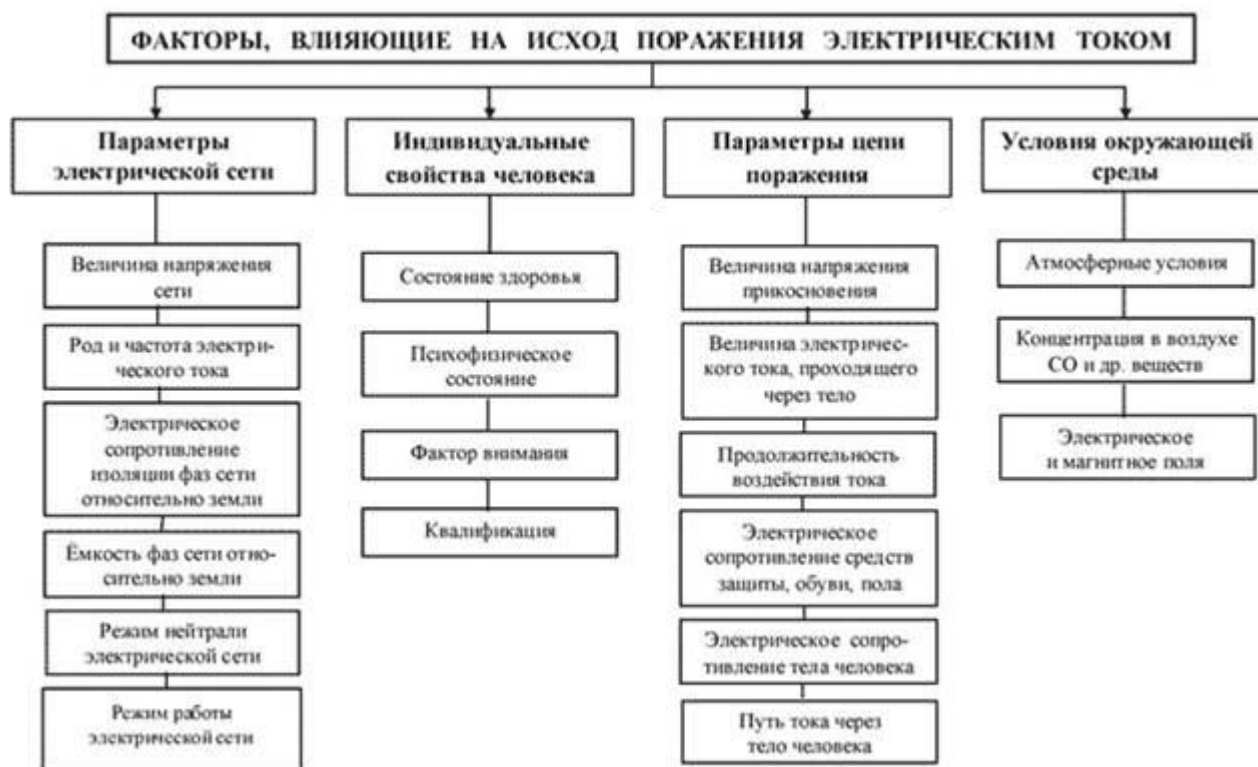 ФАКТОРЫ, ВЛИЯЮЩИЕ НА ИСХОД ПОРАЖЕНИЯ ЭЛЕКТРИЧЕСКИМ ТОКОМ
Параметры
электрической сети
Величина напряжения
сети
Род и частота электри-
ческого тока
Электрическое
сопротивление
изоляции фаз сети
относительно земли
Ёмкость фаз сети отно-
сительно земли
Режим нейтрали
электрической сети
Режим работы
электрической сети
Индивидуальные
свойства человека
Состояние здоровья
Психофизическое
состояние
Фактор внимания
Квалификация
Параметры цепи
поражения
Величина напряжения
прикосновения
Величина электричес-
кого тока, проходящего
через тело
Продолжительность
воздействия тока
Электрическое
сопротивление средств
защиты, обуви, пола
Электрическое сопро-
тивление тела человека
Путь тока через
тело человека
Условия окружающей
среды
Атмосферные условия
Концентрация в воздухе
СО и др. веществ
Электрическое
и магнитное поля